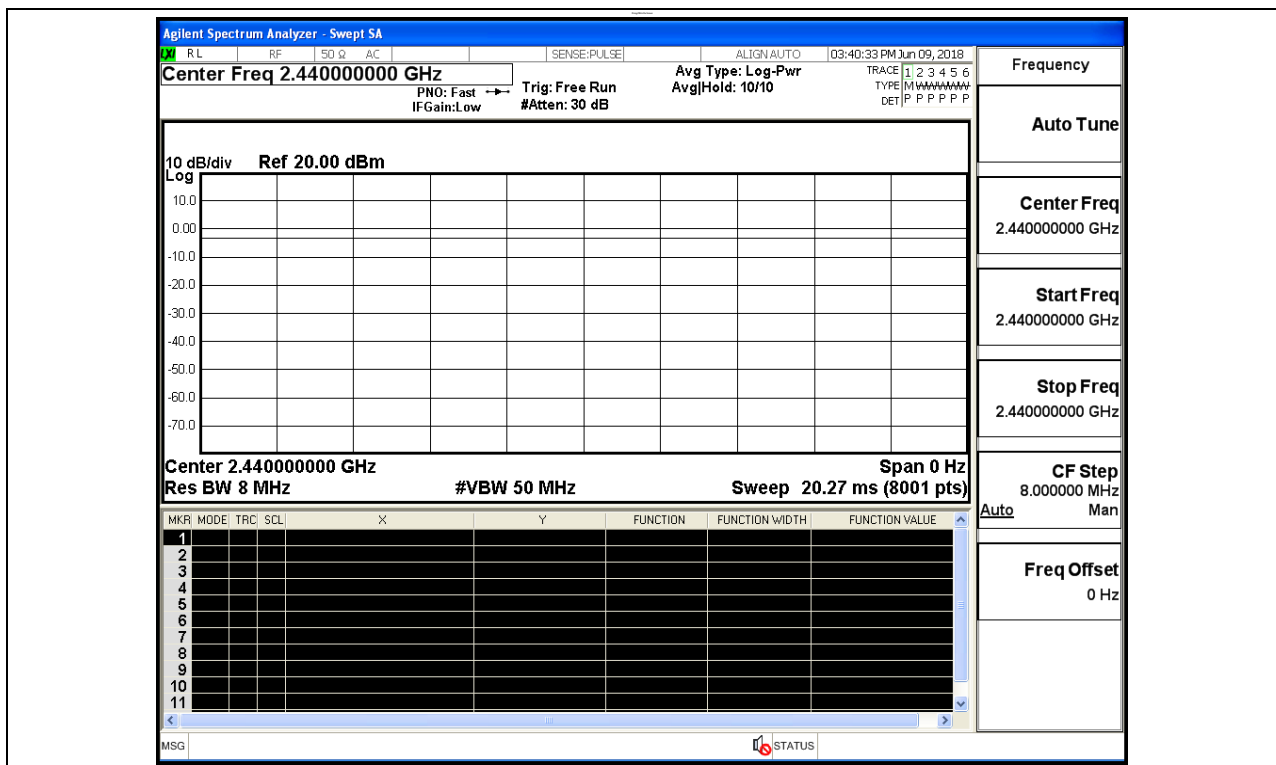 Agilent Spectrum Analyzer - Swept SA
LXI RL RF 50 Ω AC SENSE:PULSE ALIGN AUTO 03:40:33 PM Jun 09, 2018
Center Freq 2.440000000 GHz
PNO: Fast
IFGain:Low
Trig: Free Run
#Atten: 30 dB
Avg Type: Log-Pwr
Avg|Hold: 10/10
TRACE 1 2 3 4 5 6
TYPE M WWWWW
DET P P P P P P
10 dB/div Ref 20.00 dBm
Log
10.0
0.00
-10.0
-20.0
-30.0
-40.0
-50.0
-60.0
-70.0
Center 2.440000000 GHz Span 0 Hz
Res BW 8 MHz #VBW 50 MHz Sweep 20.27 ms (8001 pts)
MKR MODE TRC SCL X Y FUNCTION FUNCTION WIDTH FUNCTION VALUE
1
2
3
4
5
6
7
8
9
10
11
MSG STATUS
Frequency
Auto Tune
Center Freq
2.440000000 GHz
Start Freq
2.440000000 GHz
Stop Freq
2.440000000 GHz
CF Step
8.000000 MHz
Auto Man
Freq Offset
0 Hz